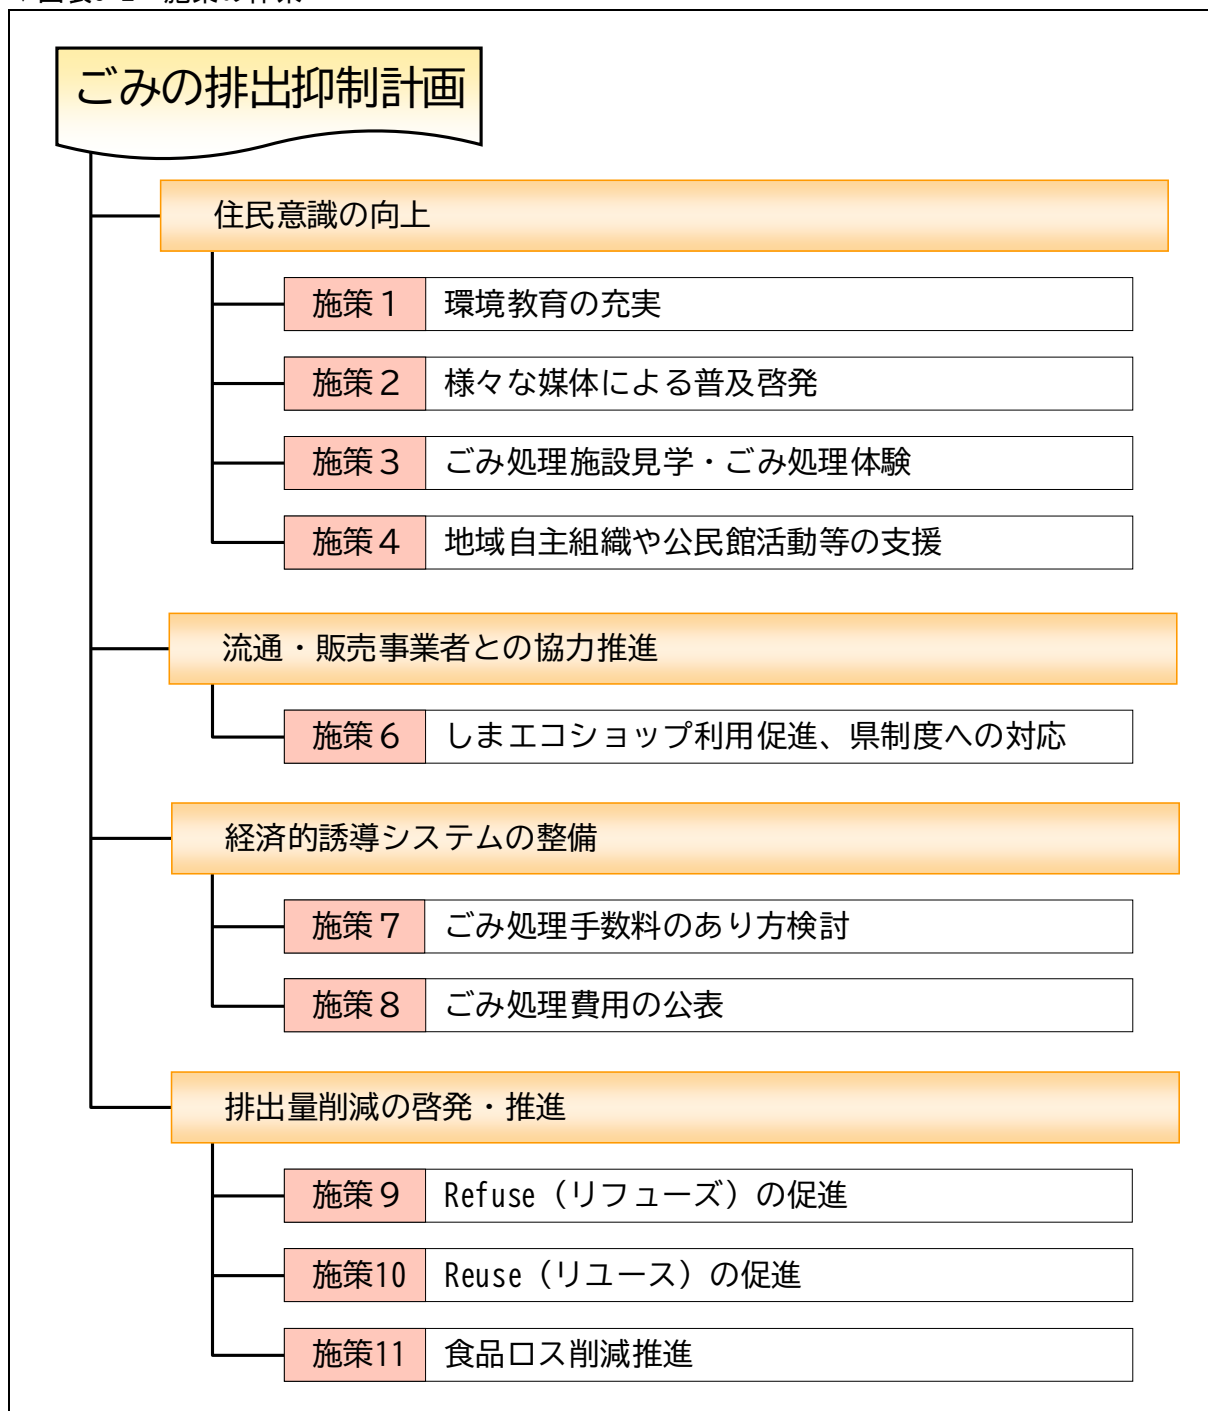 ごみの排出抑制計画
住民意識の向上
施策１ 環境教育の充実
施策２ 様々な媒体による普及啓発
施策３ ごみ処理施設見学・ごみ処理体験
施策４ 地域自主組織や公民館活動等の支援
流通・販売事業者との協力推進
施策６ しまエコショップ利用促進、県制度への対応
経済的誘導システムの整備
施策７ ごみ処理手数料のあり方検討
施策８ ごみ処理費用の公表
排出量削減の啓発・推進
施策９ Refuse（リフューズ）の促進
施策10 Reuse（リユース）の促進
施策11 食品ロス削減推進